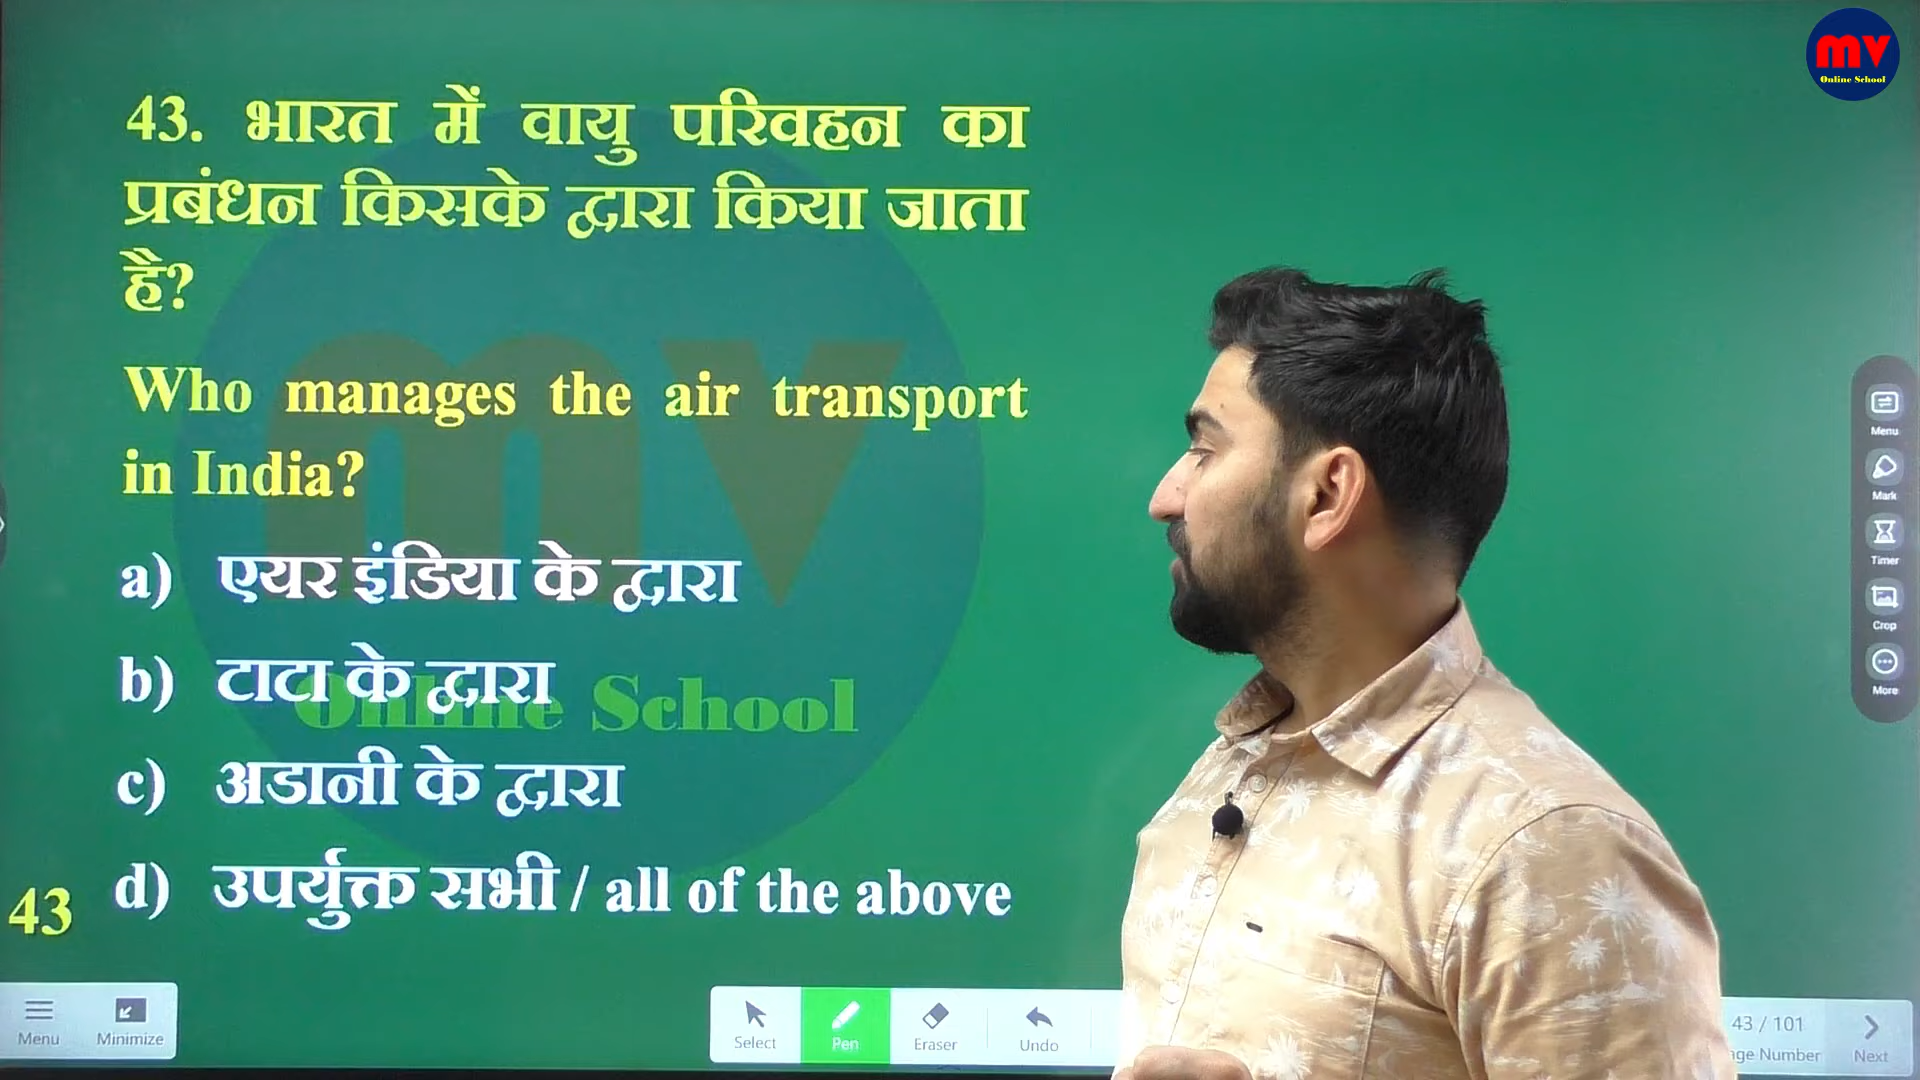 mv
Online School
43. भारत में वायु परिवहन का
प्रबंधन किसके द्वारा किया जाता
है?
Who manages the air transport
in India?
a) एयर इंडिया के द्वारा
b) टाटा के द्वारा
c) अडानी के द्वारा
d) उपर्युक्त सभी / all of the above
43
mv
Online School
Menu
Mark
Timer
Crop
More
Menu
Minimize
Select
Pen
Eraser
Undo
43 / 101
Number
Next